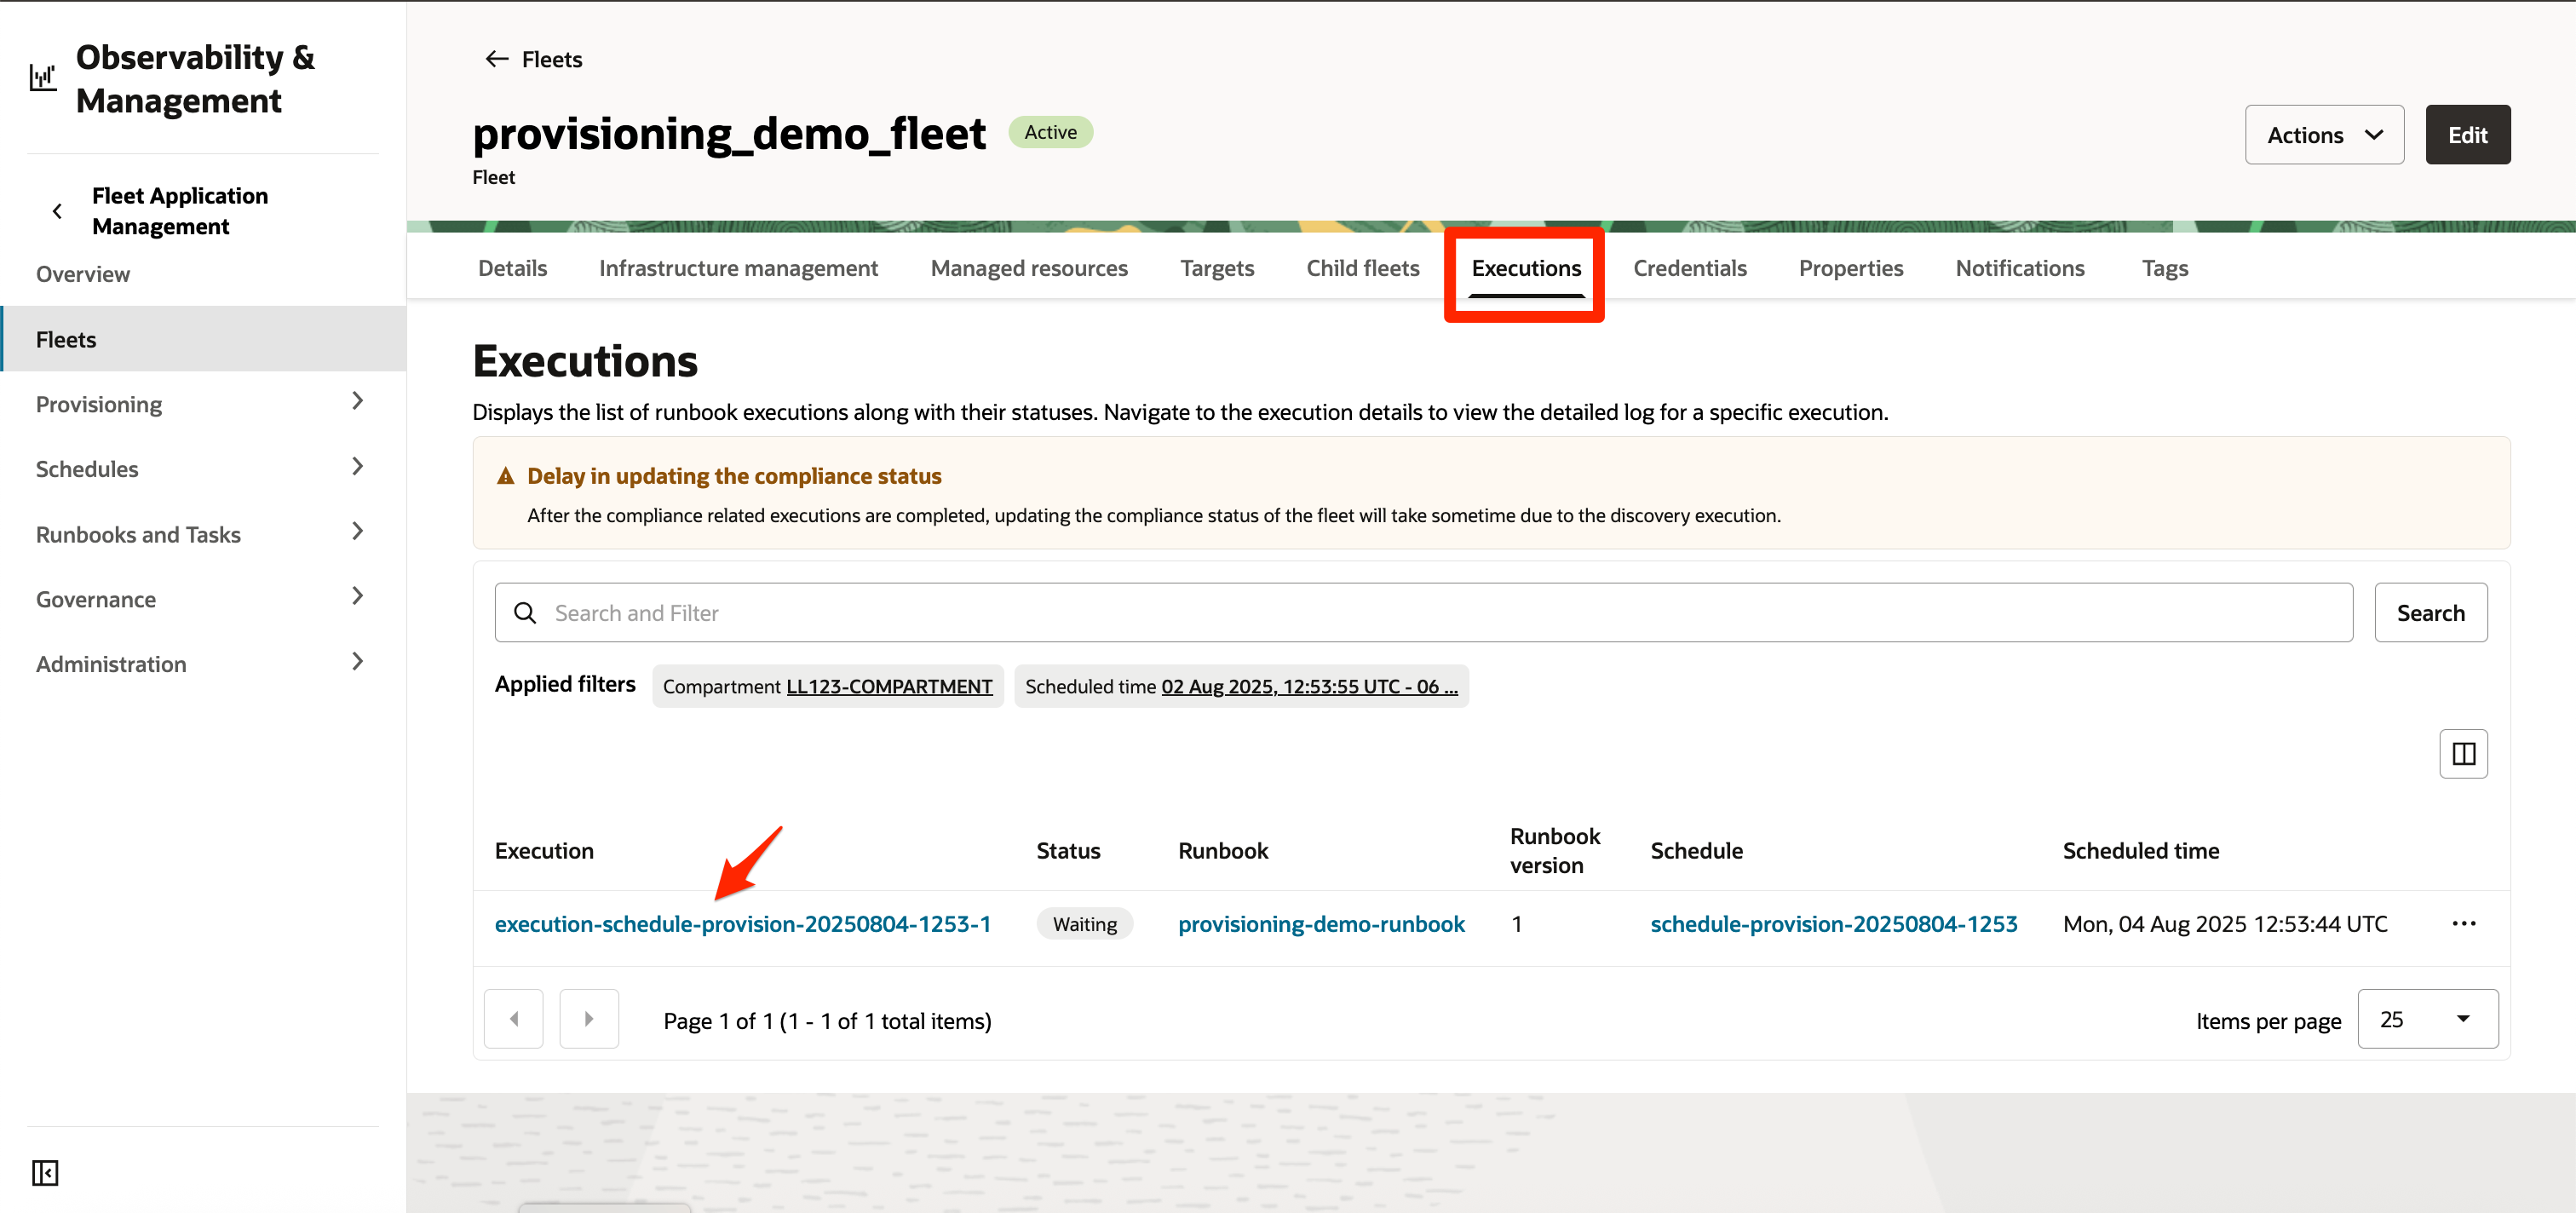 Observability &
Management
Fleet Application
Management
Overview
Fleets
Provisioning
Schedules
Runbooks and Tasks
Governance
Administration
Fleets
provisioning_demo_fleet
Active
Fleet
Actions
Edit
Details
Infrastructure management
Managed resources
Targets
Child fleets
Executions
Credentials
Properties
Notifications
Tags
Executions
Displays the list of runbook executions along with their statuses. Navigate to the execution details to view the detailed log for a specific execution.
Delay in updating the compliance status
After the compliance related executions are completed, updating the compliance status of the fleet will take sometime due to the discovery execution.
Search and Filter
Search
Applied filters
Compartment LL123-COMPARTMENT
Scheduled time 02 Aug 2025, 12:53:55 UTC - 06 ...
Execution
Status
Runbook
Runbook
version
Schedule
Scheduled time
execution-schedule-provision-20250804-1253-1
Waiting
provisioning-demo-runbook
1
schedule-provision-20250804-1253
Mon, 04 Aug 2025 12:53:44 UTC
Page 1 of 1 (1 - 1 of 1 total items)
Items per page
25